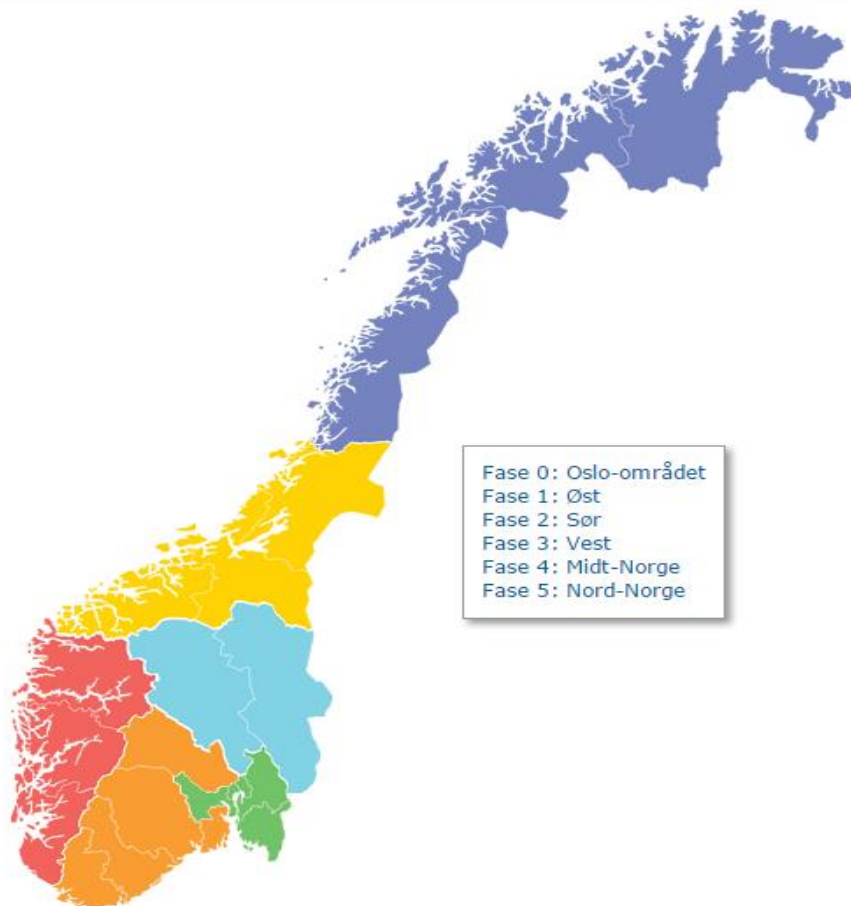 Fase 0: Oslo-området
Fase 1: Øst
Fase 2: Sør
Fase 3: Vest
Fase 4: Midt-Norge
Fase 5: Nord-Norge